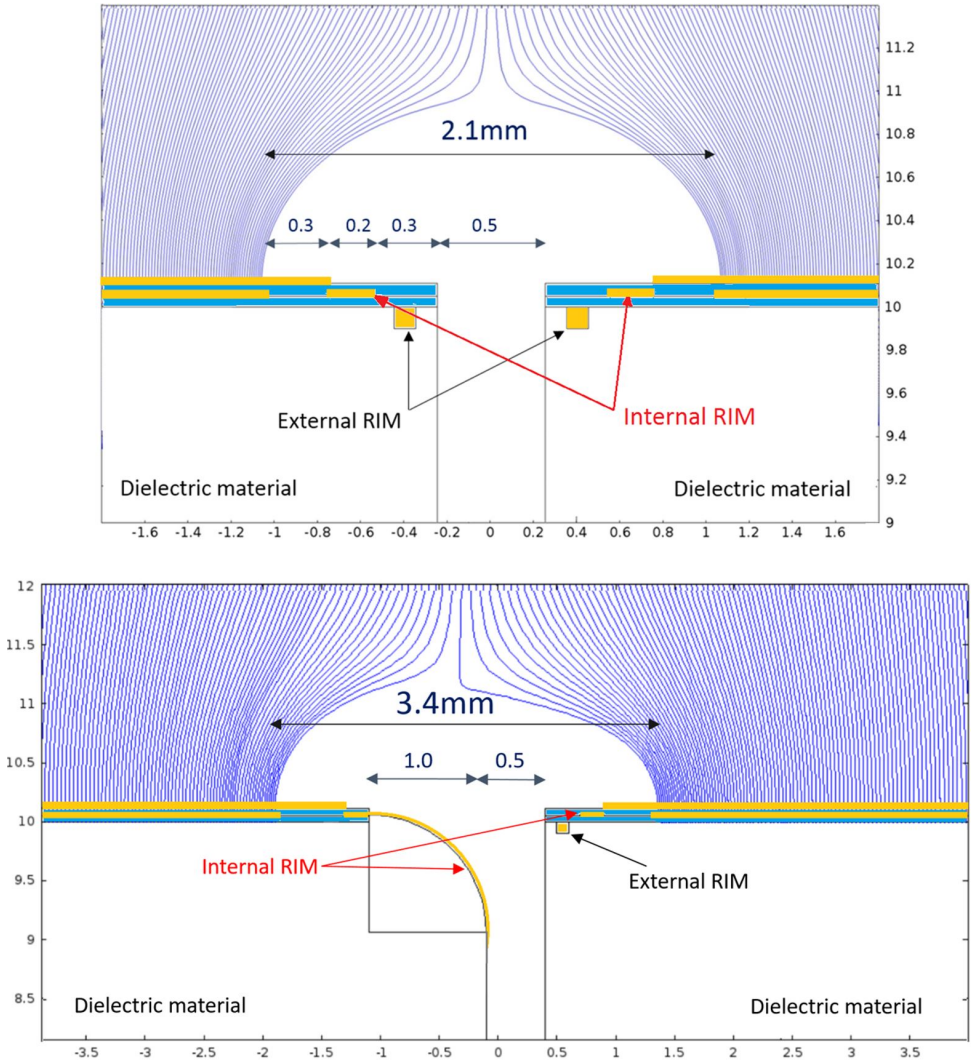 11.2
11
2.1mm
10.8
10.6
10.4
0.3 0.2 0.3 0.5
10.2
10
9.8
9.6
External RIM Internal RIM
9.4
Dielectric material Dielectric material
9.2
9
-1.6 -1.4 -1.2 -1 -0.8 -0.6 -0.4 -0.2 0 0.2 0.4 0.6 0.8 1 1.2 1.4 1.6
12
11.5
11
3.4mm
10.5
1.0 0.5
10
Internal RIM
9.5
External RIM
9
8.5
Dielectric material Dielectric material
-3.5 -3 -2.5 -2 -1.5 -1 -0.5 0 0.5 1 1.5 2 2.5 3 3.5